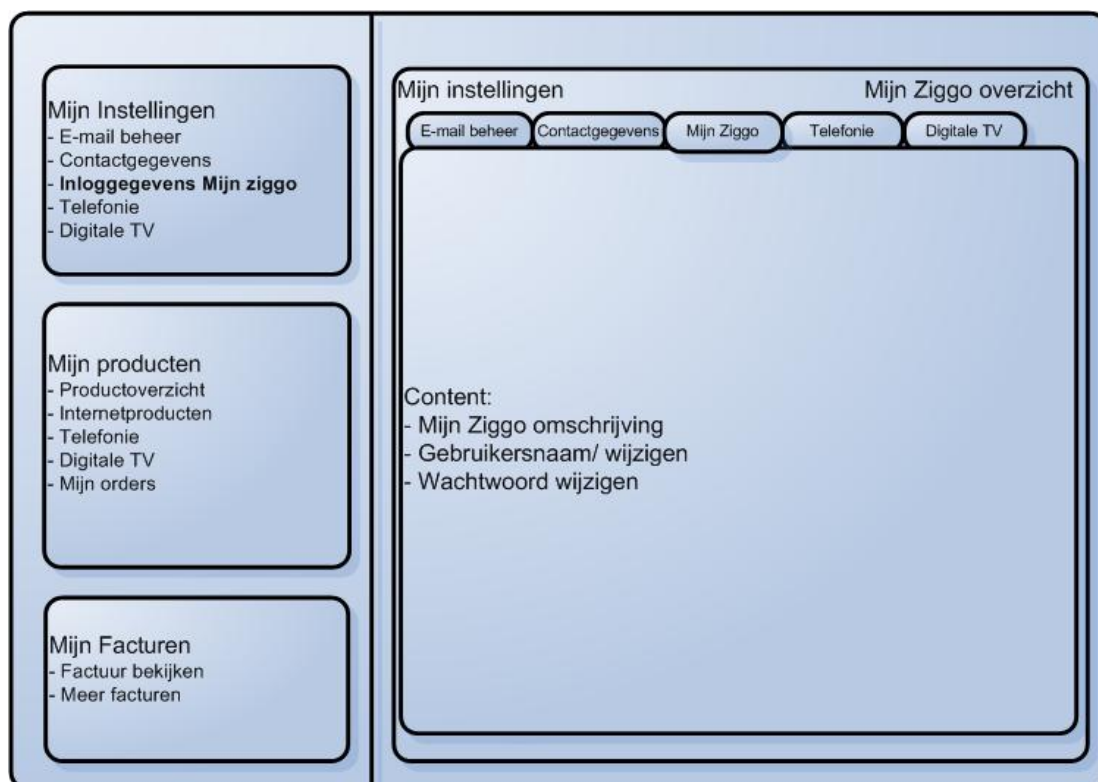 Mijn Instellingen
- E-mail beheer
- Contactgegevens
- Inloggegevens Mijn ziggo
- Telefonie
- Digitale TV
Mijn producten
- Productoverzicht
- Internetproducten
- Telefonie
- Digitale TV
- Mijn orders
Mijn Facturen
- Factuur bekijken
- Meer facturen
Mijn instellingen
Mijn Ziggo overzicht
E-mail beheer
Contactgegevens
Mijn Ziggo
Telefonie
Digitale TV
Content:
- Mijn Ziggo omschrijving
- Gebruikersnaam/ wijzigen
- Wachtwoord wijzigen